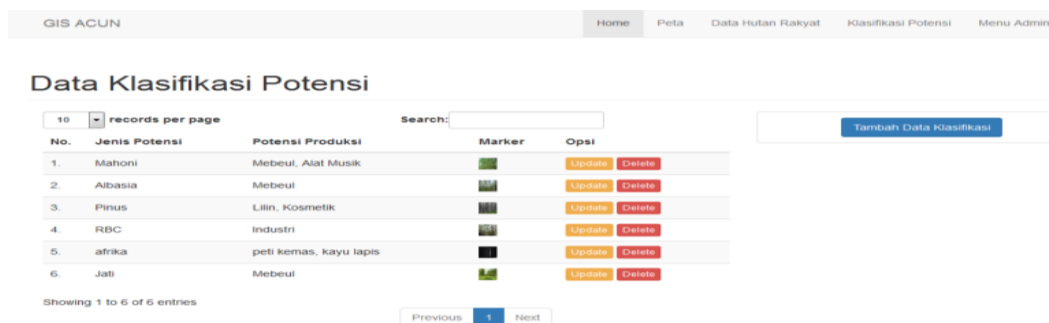 GIS ACUN Home Peta Data Hutan Rakyat Klasifikasi Potensi Menu Admin
Data Klasifikasi Potensi
10 records per page Search:
Tambah Data Klasifikasi
No. Jenis Potensi Potensi Produksi Marker Opsi
1. Mahoni Mebeul, Alat Musik Update Delete
2. Albasia Mebeul Update Delete
3. Pinus Lilin, Kosmetik Update Delete
4. RBC Industri Update Delete
5. afrika peti kemas, kayu lapis Update Delete
6. Jati Mebeul Update Delete
Showing 1 to 6 of 6 entries
Previous 1 Next